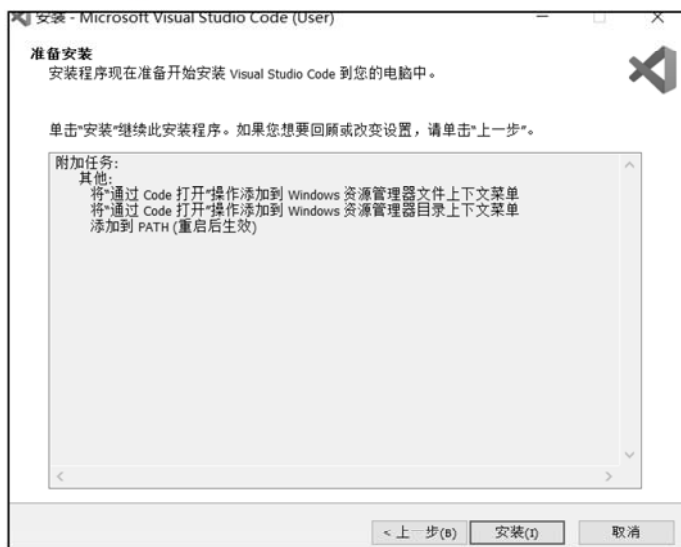 安装 - Microsoft Visual Studio Code (User)
准备安装
安装程序现在准备开始安装 Visual Studio Code 到您的电脑中。
单击“安装”继续此安装程序。如果您想要回顾或改变设置，请单击“上一步”。
附加任务:
其他:
将“通过 Code 打开”操作添加到 Windows 资源管理器文件上下文菜单
将“通过 Code 打开”操作添加到 Windows 资源管理器目录上下文菜单
添加到 PATH (重启后生效)
< 上一步(B) 安装(I) 取消